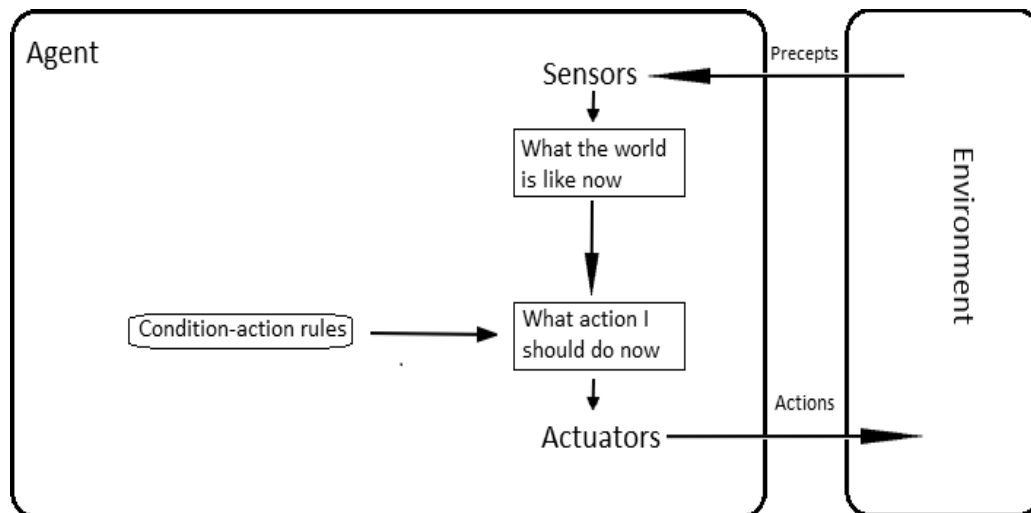 Agent
Precepts
Sensors
What the world
is like now
Environment
Condition-action rules
What action I
should do now
Actions
Actuators